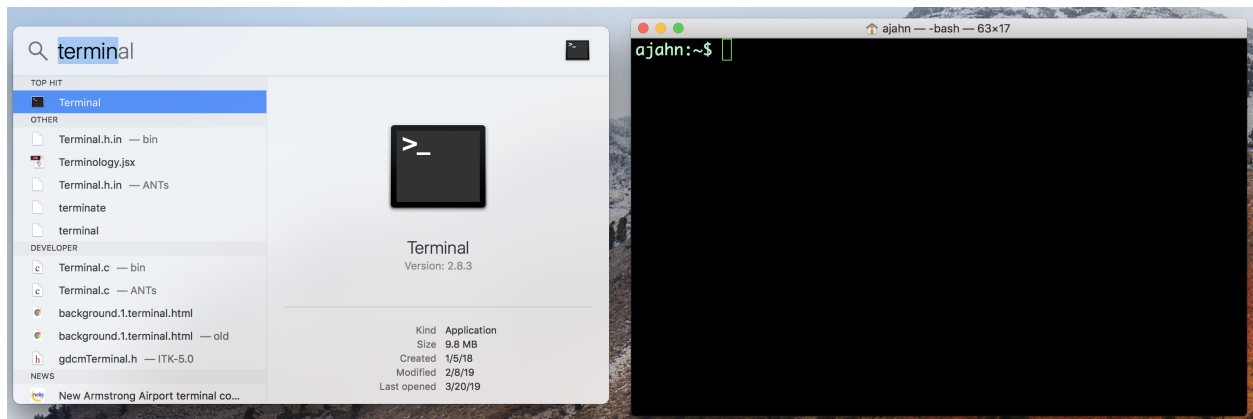 terminal
TOP HIT
Terminal
OTHER
Terminal.h.in — bin
Terminology.jsx
Terminal.h.in — ANTs
terminate
terminal
DEVELOPER
Terminal.c — bin
Terminal.c — ANTs
background.1.terminal.html
background.1.terminal.html — old
gdcmTerminal.h — ITK-5.0
NEWS
New Armstrong Airport terminal co...
>_
Terminal
Version: 2.8.3
Kind Application
Size 9.8 MB
Created 1/5/18
Modified 2/8/19
Last opened 3/20/19
ajahn — -bash — 63×17
ajahn:~$